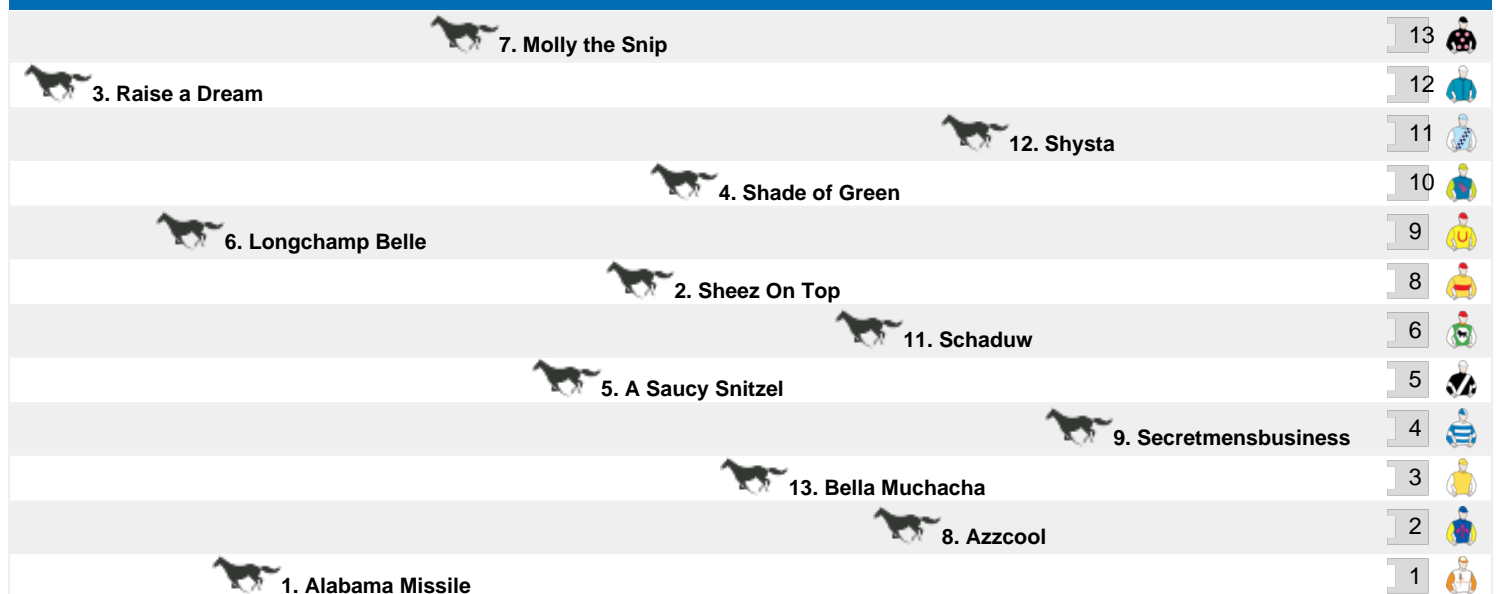 7. Molly the Snip 13
3. Raise a Dream 12
12. Shysta 11
4. Shade of Green 10
6. Longchamp Belle 9
2. Sheez On Top 8
11. Schaduw 6
5. A Saucy Snitzel 5
9. Secretmensbusiness 4
13. Bella Muchacha 3
8. Azzcool 2
1. Alabama Missile 1